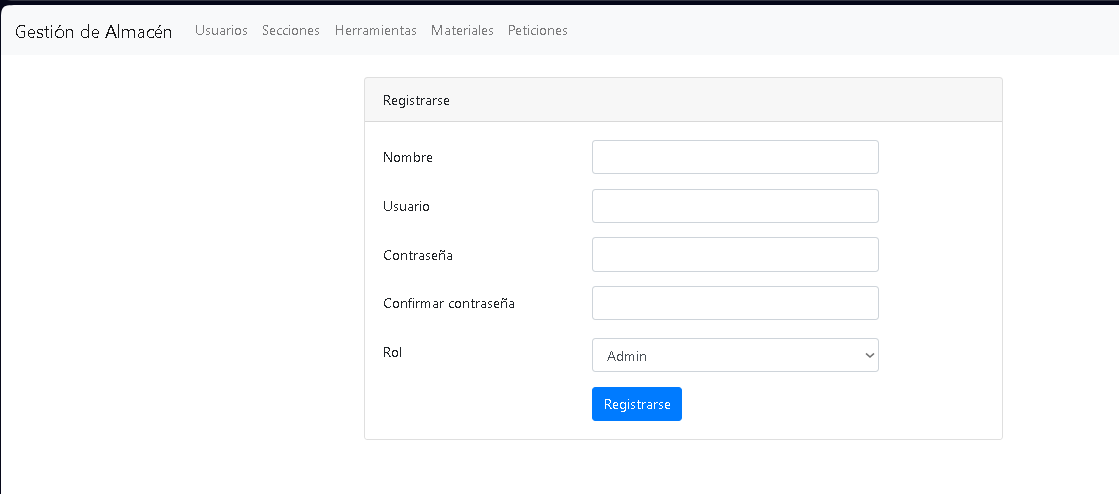 Gestión de Almacén Usuarios Secciones Herramientas Materiales Peticiones
Registrarse
Nombre
Usuario
Contraseña
Confirmar contraseña
Rol Admin
Registrarse